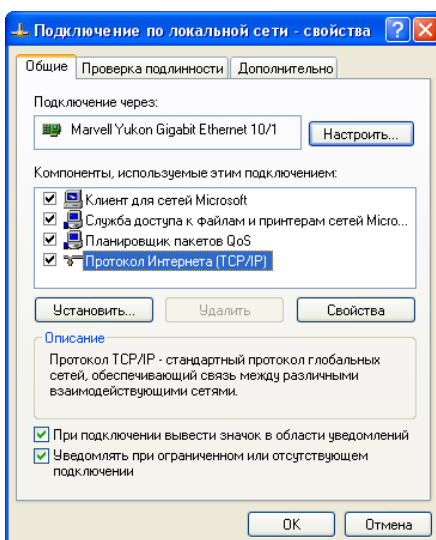 Подключение по локальной сети - свойства
Общие
Проверка подлинности
Дополнительно
Подключение через:
Marvell Yukon Gigabit Ethernet 10/1
Настроить...
Компоненты, используемые этим подключением:
Клиент для сетей Microsoft
Служба доступа к файлам и принтерам сетей Micro...
Планировщик пакетов QoS
Протокол Интернета (TCP/IP)
Установить...
Удалить
Свойства
Описание
Протокол TCP/IP - стандартный протокол глобальных
сетей, обеспечивающий связь между различными
взаимодействующими сетями.
При подключении вывести значок в области уведомлений
Уведомлять при ограниченном или отсутствующем
подключении
OK
Отмена